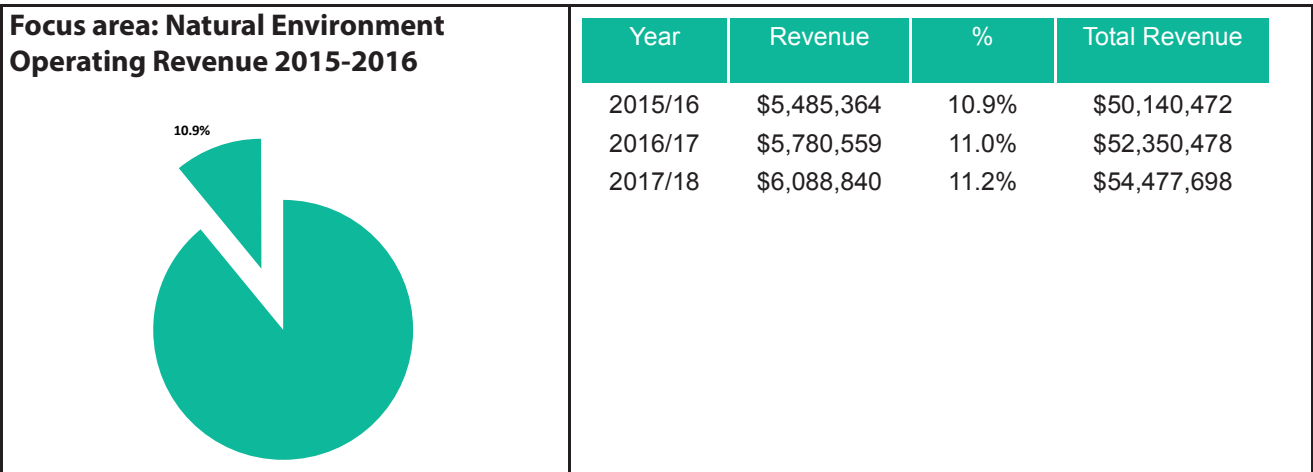 Focus area: Natural Environment
Operating Revenue 2015-2016
10.9%
Year Revenue % Total Revenue
2015/16 $5,485,364 10.9% $50,140,472
2016/17 $5,780,559 11.0% $52,350,478
2017/18 $6,088,840 11.2% $54,477,698